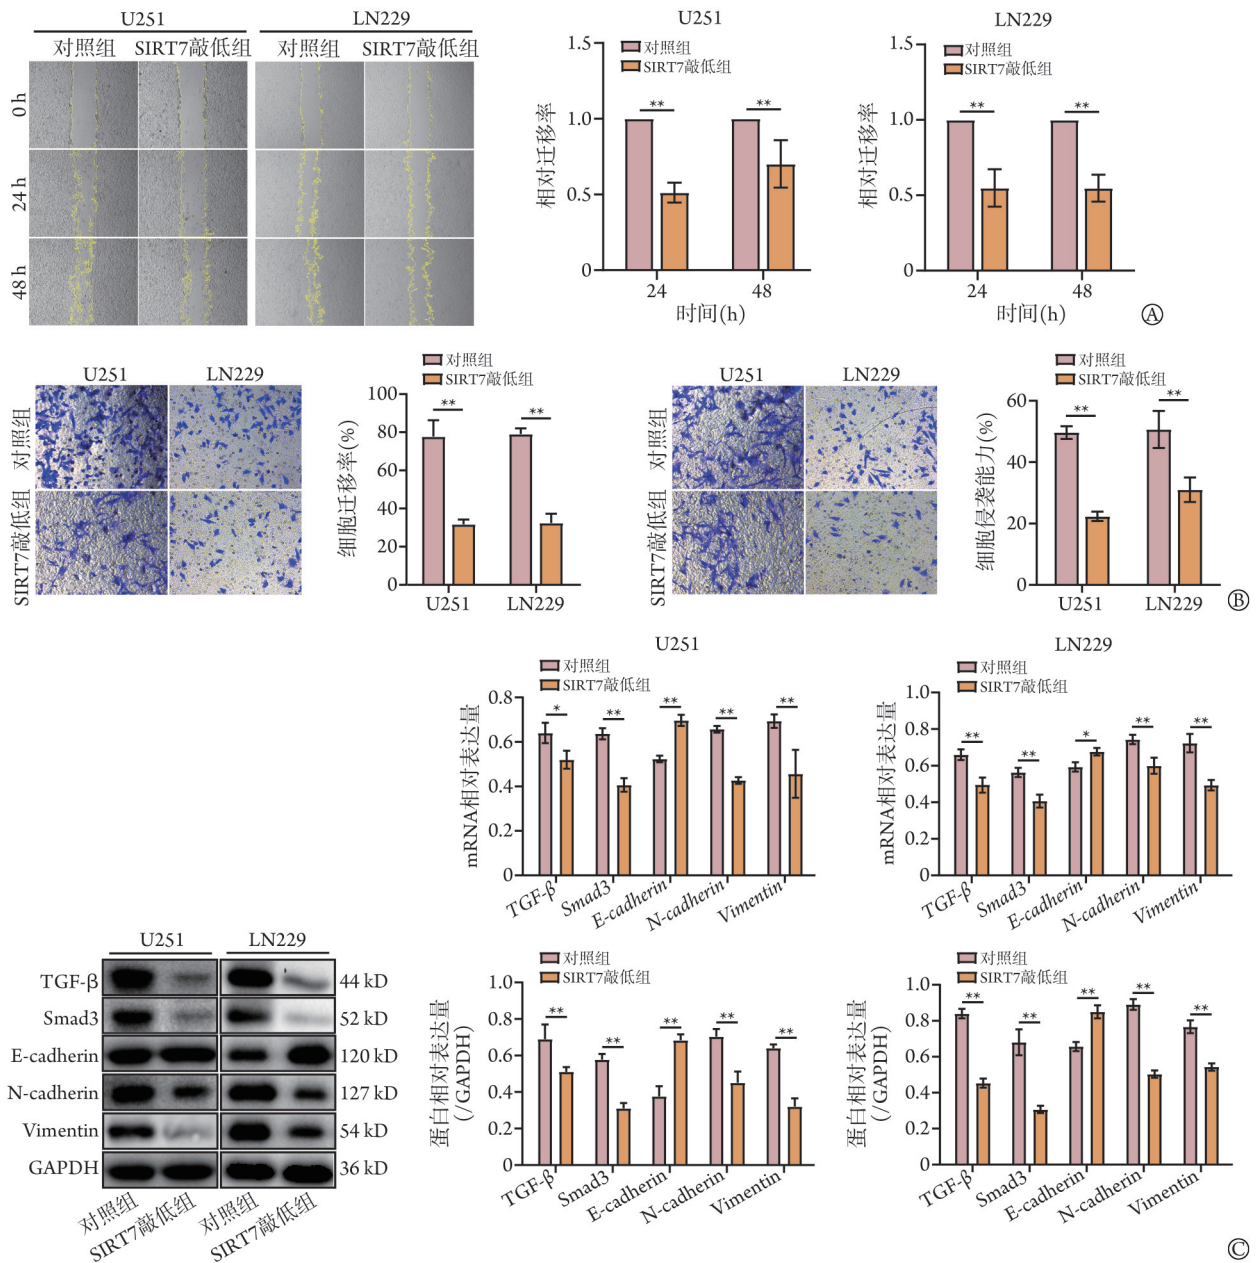 U251
LN229
对照组
SIRT7敲低组
对照组
SIRT7敲低组
0 h
24 h
48 h
U251
对照组
SIRT7敲低组
相对迁移率
1.5
1.0
0.5
0
**
**
24
48
时间(h)
LN229
对照组
SIRT7敲低组
相对迁移率
1.5
1.0
0.5
0
**
**
24
48
时间(h)
Ⓐ
U251
LN229
对照组
SIRT7敲低组
对照组
SIRT7敲低组
细胞迁移率(%)
100
80
60
40
20
0
**
**
U251
LN229
U251
LN229
对照组
SIRT7敲低组
对照组
SIRT7敲低组
细胞侵袭能力(%)
60
40
20
0
**
**
U251
LN229
Ⓑ
U251
对照组
SIRT7敲低组
mRNA相对表达量
0.8
0.6
0.4
0.2
0
*
**
**
**
**
TGF-β
Smad3
E-cadherin
N-cadherin
Vimentin
LN229
对照组
SIRT7敲低组
mRNA相对表达量
1.0
0.8
0.6
0.4
0.2
0
**
**
*
**
**
TGF-β
Smad3
E-cadherin
N-cadherin
Vimentin
U251
LN229
TGF-β
44 kD
Smad3
52 kD
E-cadherin
120 kD
N-cadherin
127 kD
Vimentin
54 kD
GAPDH
36 kD
对照组
SIRT7敲低组
对照组
SIRT7敲低组
对照组
SIRT7敲低组
蛋白相对表达量
(/GAPDH)
1.0
0.8
0.6
0.4
0.2
0
**
**
**
**
**
TGF-β
Smad3
E-cadherin
N-cadherin
Vimentin
对照组
SIRT7敲低组
蛋白相对表达量
(/GAPDH)
1.0
0.8
0.6
0.4
0.2
0
**
**
**
**
**
TGF-β
Smad3
E-cadherin
N-cadherin
Vimentin
Ⓒ